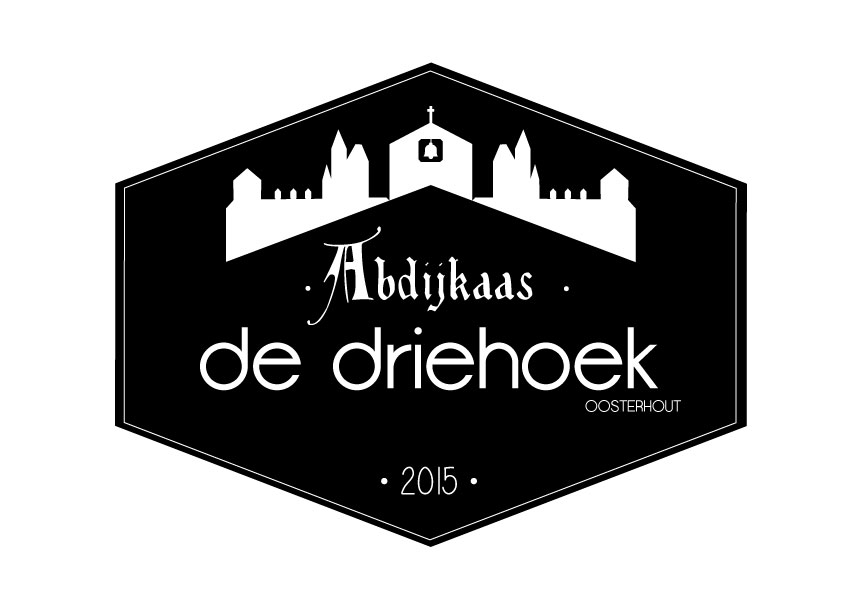 · Abdijkaas ·
de driehoek
OOSTERHOUT
· 2015 ·